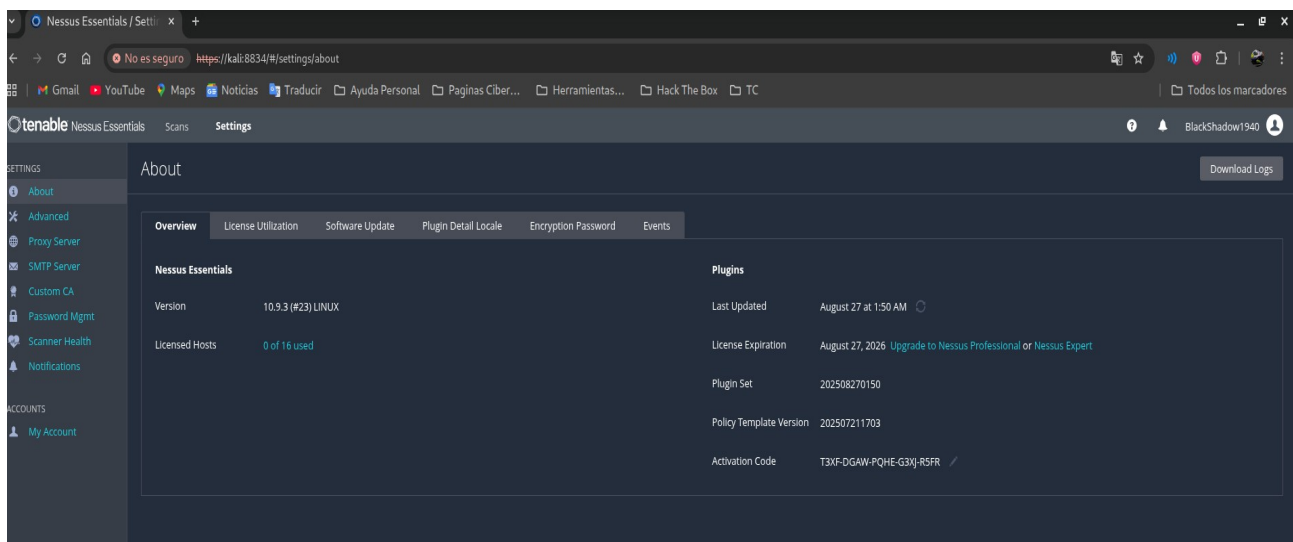 Nessus Essentials / Setti
No es seguro https://kali:8834/#/settings/about
Gmail YouTube Maps Noticias Traducir Ayuda Personal Paginas Ciber... Herramientas... Hack The Box TC Todos los marcadores
tenable Nessus Essentials Scans Settings BlackShadow1940
SETTINGS
About
Advanced
Proxy Server
SMTP Server
Custom CA
Password Mgmt
Scanner Health
Notifications
ACCOUNTS
My Account
About
Download Logs
Overview License Utilization Software Update Plugin Detail Locale Encryption Password Events
Nessus Essentials
Version 10.9.3 (#23) LINUX
Licensed Hosts 0 of 16 used
Plugins
Last Updated August 27 at 1:50 AM
License Expiration August 27, 2026 Upgrade to Nessus Professional or Nessus Expert
Plugin Set 202508270150
Policy Template Version 202507211703
Activation Code T3XF-DGAW-PQHE-G3XJ-R5FR